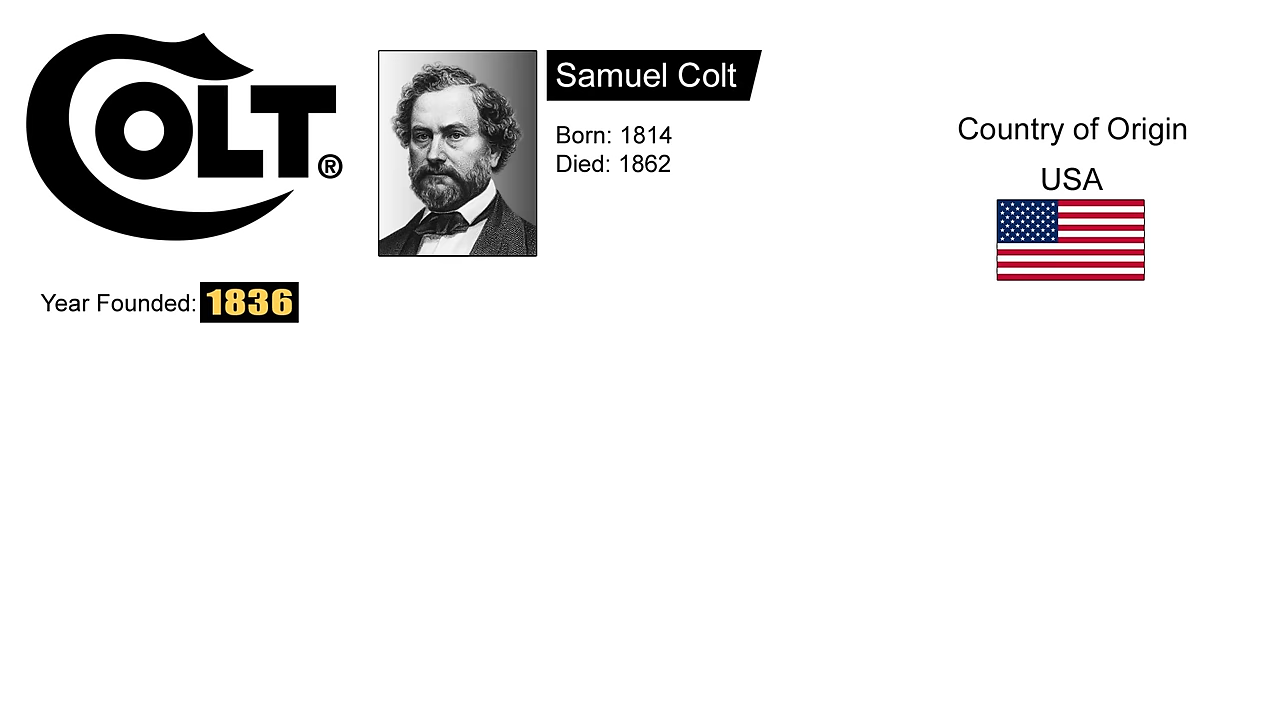 COLT®
Samuel Colt
Born: 1814
Died: 1862
Country of Origin
USA
Year Founded: 1836